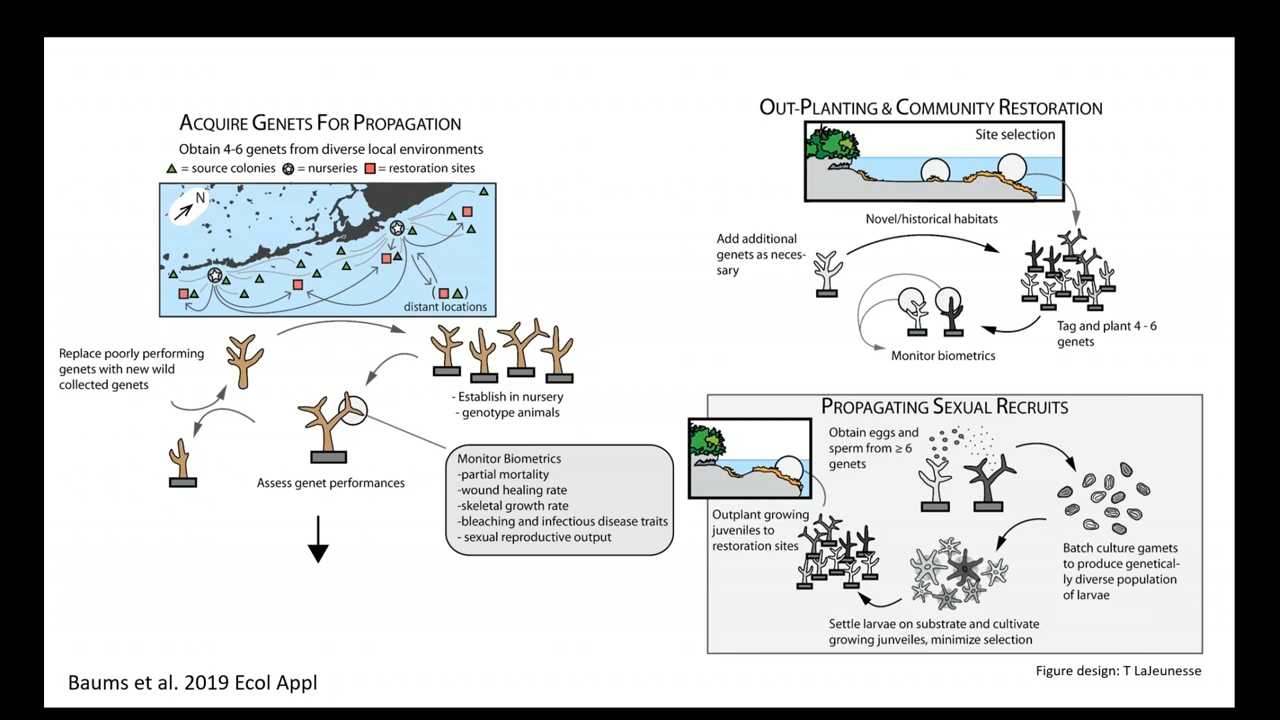 ACQUIRE GENETS FOR PROPAGATION
Obtain 4-6 genets from diverse local environments
= source colonies = nurseries = restoration sites
N
distant locations
Replace poorly performing
genets with new wild
collected genets
- Establish in nursery
- genotype animals
Assess genet performances
Monitor Biometrics
-partial mortality
-wound healing rate
-skeletal growth rate
-bleaching and infectious disease traits
- sexual reproductive output
OUT-PLANTING & COMMUNITY RESTORATION
Site selection
Novel/historical habitats
Add additional
genets as neces-
sary
Tag and plant 4 - 6
genets
Monitor biometrics
PROPAGATING SEXUAL RECRUITS
Obtain eggs and
sperm from ≥ 6
genets
Batch culture gamets
to produce genetical-
ly diverse population
of larvae
Settle larvae on substrate and cultivate
growing junveiles, minimize selection
Outplant growing
juveniles to
restoration sites
Baums et al. 2019 Ecol Appl
Figure design: T LaJeunesse